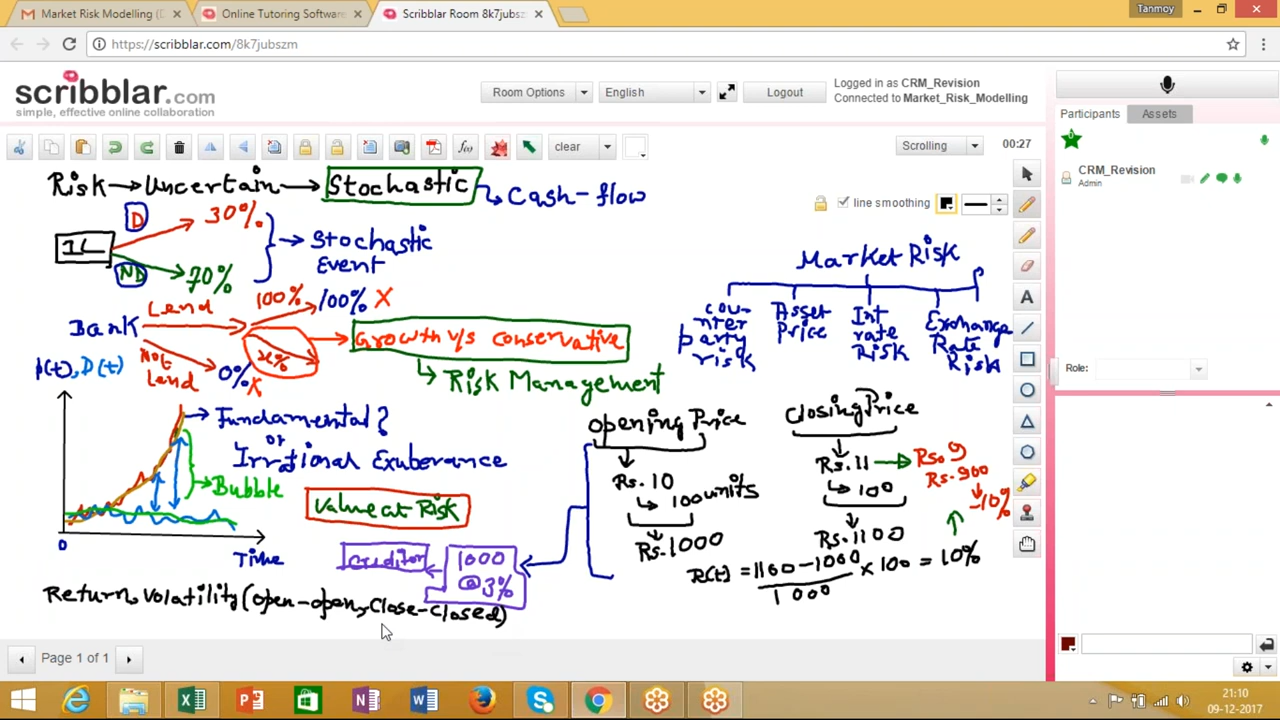 Market Risk Modelling (D
Online Tutoring Software
Scribblar Room 8k7jubsz
Tanmoy
https://scribblar.com/8k7jubszm
scribblar.com
simple, effective online collaboration
Room Options
English
Logout
Logged in as CRM_Revision
Connected to Market_Risk_Modelling
f(x)
clear
Scrolling
00:27
line smoothing
Participants
Assets
CRM_Revision
Admin
Role:
Risk → Uncertain → Stochastic
Cash-flow
D
30%
1L
ND
70%
Stochastic
Event
Bank
Lend
100%
100% X
Not
Lend
0% X
x%
Growth v/s Conservative
Risk Management
D(t)
Fundamental?
or
Irrational Exuberance
Bubble
0
Time
Value at Risk
Creditor
1000
@3%
Return, Volatility (open-open, Close-Closed)
Market Risk
Cou-
nter
party
risk
Asset
Price
Int
rate
Risk
Exchange
Rate
Risk
Opening Price
Rs.10
100 units
Rs.1000
Closing Price
Rs.11 → Rs.9
100
Rs.900
-10%
Rs.1100
R(t) = 1100-1000 / 1000 × 100 = 10%
Page 1 of 1
21:10
09-12-2017